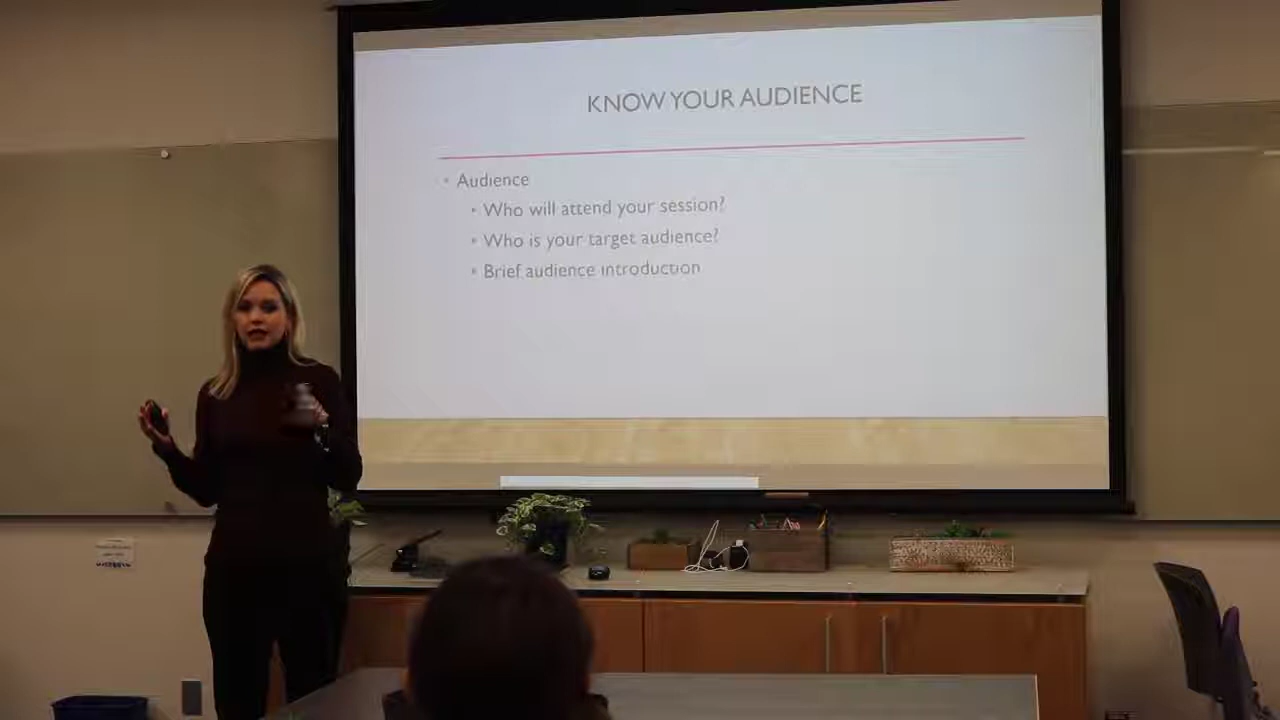 KNOW YOUR AUDIENCE
• Audience
• Who will attend your session?
• Who is your target audience?
• Brief audience introduction